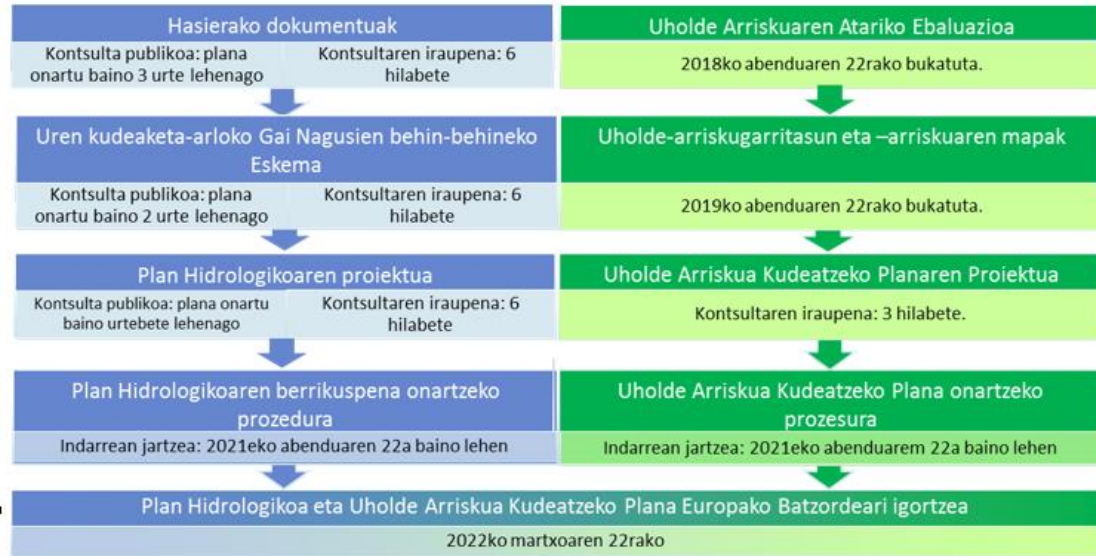 Hasierako dokumentuak
Kontsulta publikoa: plana
onartu baino 3 urte lehenago
Kontsultaren iraupena: 6
hilabete
Uholde Arriskuaren Atariko Ebaluazioa
2018ko abenduaren 22rako bukatuta.
Uren kudeaketa-arloko Gai Nagusien behin-behineko
Eskema
Kontsulta publikoa: plana
onartu baino 2 urte lehenago
Kontsultaren iraupena: 6
hilabete
Uholde-arriskugarritasun eta –arriskuaren mapak
2019ko abenduaren 22rako bukatuta.
Plan Hidrologikoaren proiektua
Kontsulta publikoa: plana onartu
baino urtebete lehenago
Kontsultaren iraupena: 6
hilabete
Uholde Arriskua Kudeatzeko Planaren Proiektua
Kontsultaren iraupena: 3 hilabete.
Plan Hidrologikoaren berrikuspena onartzeko
prozedura
Indarrean jartzea: 2021eko abenduaren 22a baino lehen
Uholde Arriskua Kudeatzeko Plana onartzeko
prozesura
Indarrean jartzea: 2021eko abenduarem 22a baino lehen
Plan Hidrologikoa eta Uholde Arriskua Kudeatzeko Plana Europako Batzordeari igortzea
2022ko martxoaren 22rako